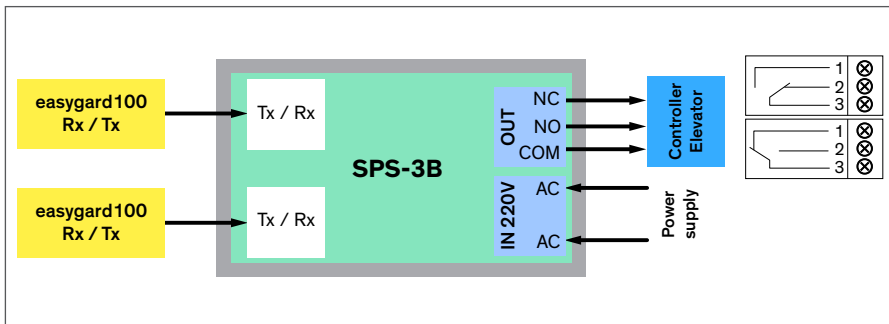 easygard100
Rx / Tx
Tx / Rx
easygard100
Rx / Tx
Tx / Rx
SPS-3B
OUT
NC
NO
COM
IN 220V
AC
AC
Controller
Elevator
Power
supply
1
2
3
1
2
3